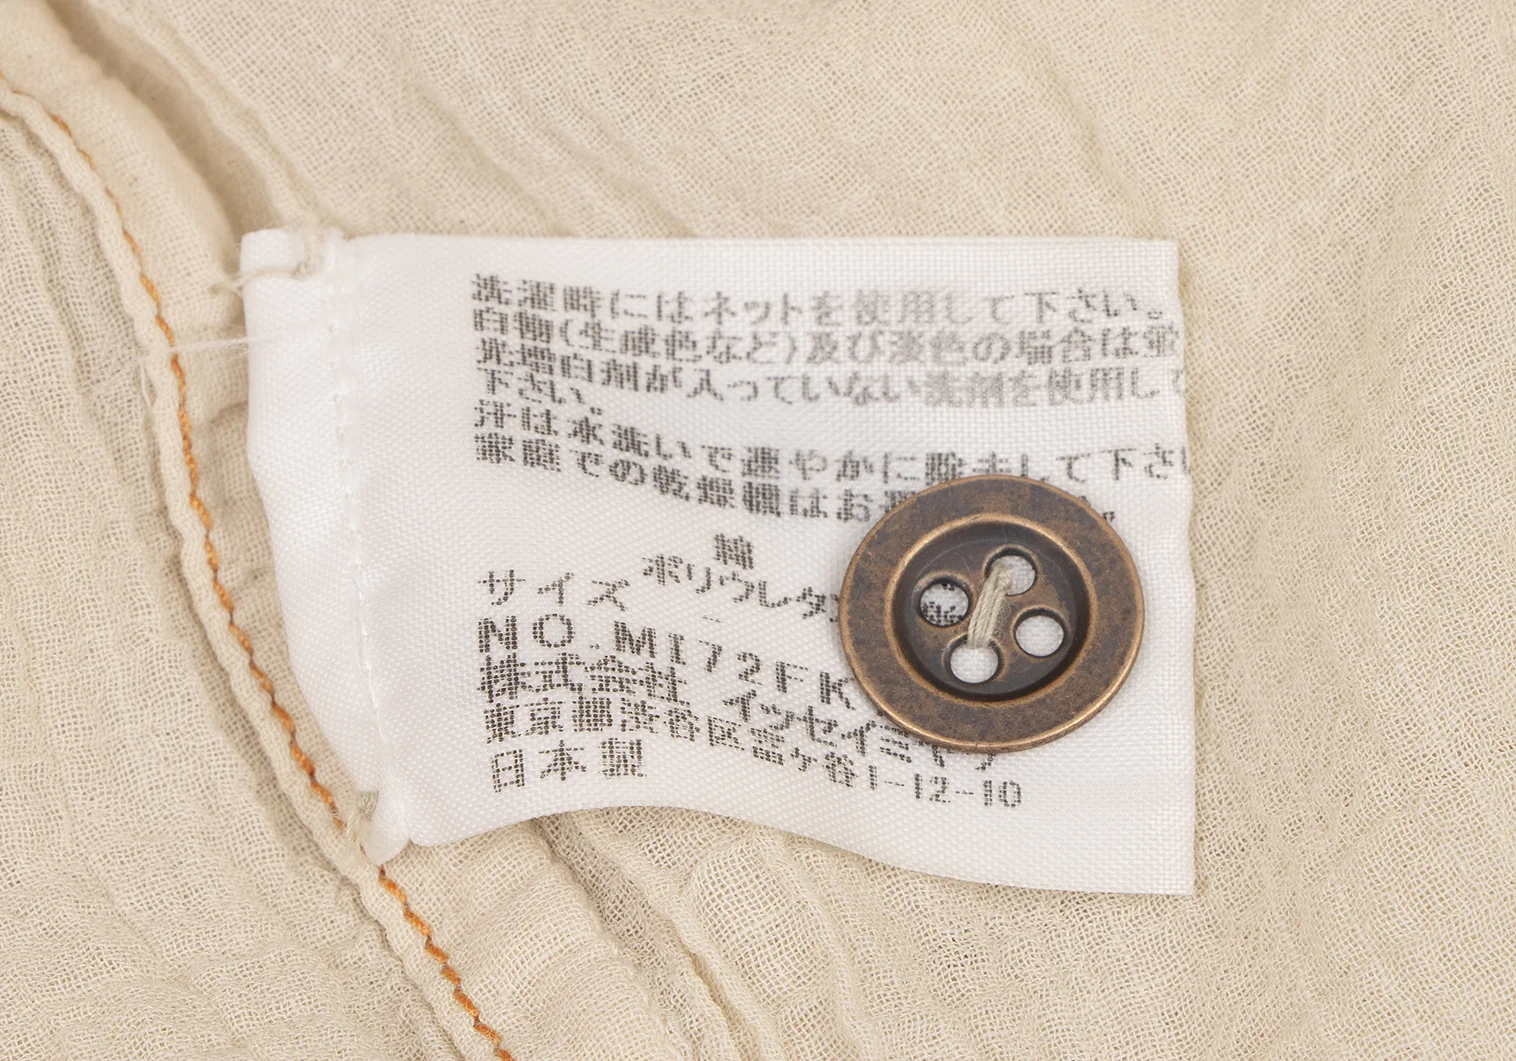 洗濯時にはネットを使用して下さい。
白物(生成色など)及び淡色の場合は蛍
光増白剤が入っていない洗剤を使用し
下さい。
汗は水洗いで速やかに除去して下さ
家庭での乾燥機はお
綿
ポリウレタン
サイズ
NO.MI72FK
株式会社 イッセイミヤケ
東京都渋谷区富ヶ谷1-12-10
日本製